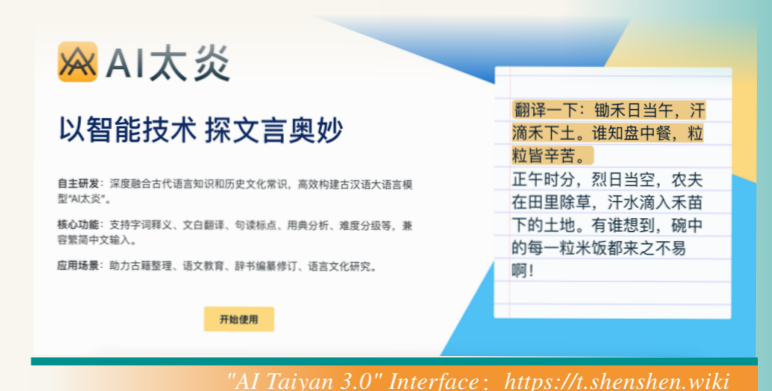 AI太炎
以智能技术 探文言奥妙
自主研发：深度融合古代语言知识和历史文化常识，高效构建古汉语大语言模
型“AI太炎”。
核心功能：支持字词释义、文白翻译、句读标点、用典分析、难度分级等，兼
容繁简中文输入。
应用场景：助力古籍整理、语文教育、辞书编纂修订、语言文化研究。
开始使用
翻译一下：锄禾日当午，汗
滴禾下土。谁知盘中餐，粒
粒皆辛苦。
正午时分，烈日当空，农夫
在田里除草，汗水滴入禾苗
下的土地。有谁想到，碗中
的每一粒米饭都来之不易
啊！
"AI Taiyan 3.0" Interface：https://t.shenshen.wiki